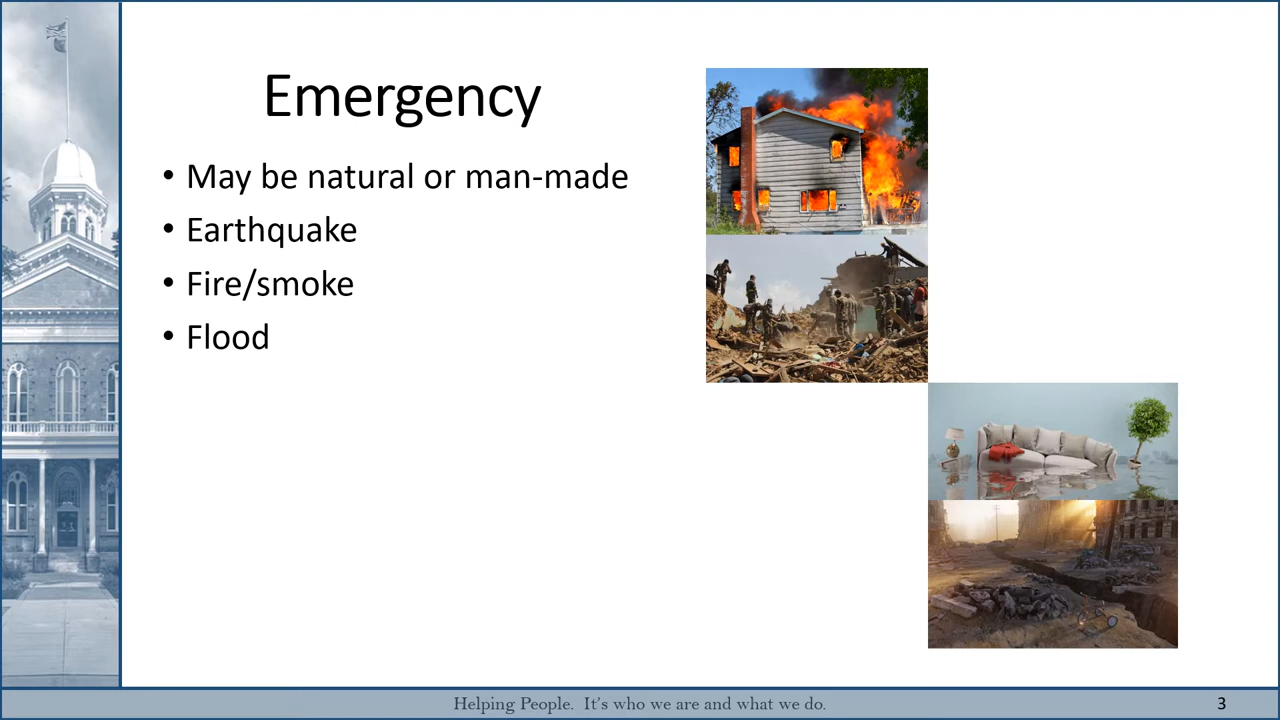 Emergency
• May be natural or man-made
• Earthquake
• Fire/smoke
• Flood
Helping People.  It's who we are and what we do.
3